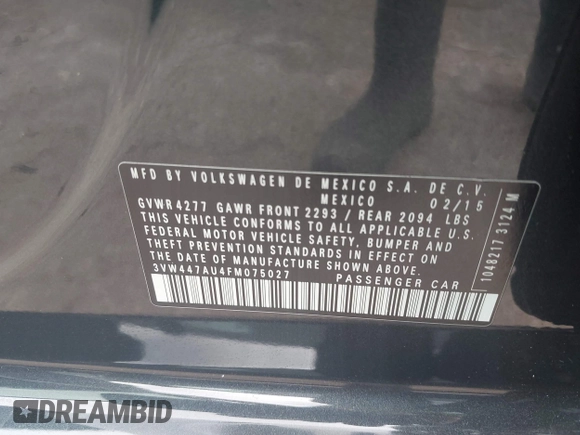 MFD BY VOLKSWAGEN DE MEXICO S.A. DE C.V.
MEXICO 02/15
GVWR 4277 GAWR FRONT 2293 / REAR 2094 LBS
THIS VEHICLE CONFORMS TO ALL APPLICABLE U.S.
FEDERAL MOTOR VEHICLE SAFETY, BUMPER, AND
THEFT PREVENTION STANDARDS IN EFFECT ON
THE DATE OF MANUFACTURE SHOWN ABOVE.
3VW447AU4FM075027 PASSENGER CAR
1048217 3124 M
DREAMBID